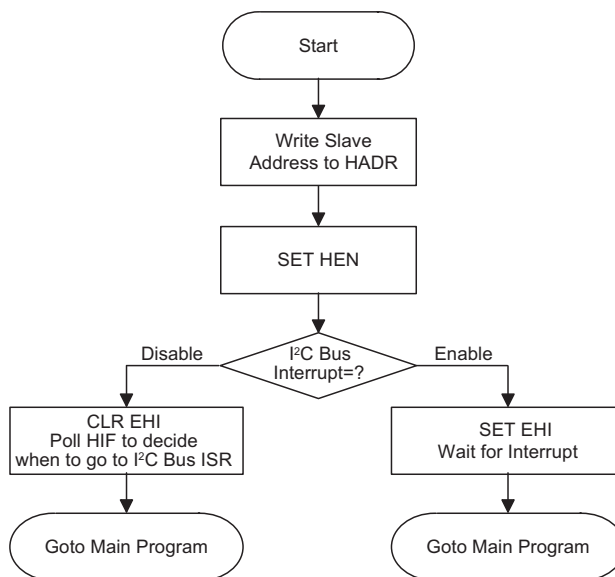 Start
Write Slave
Address to HADR
SET HEN
I²C Bus
Interrupt=?
Disable
Enable
CLR EHI
Poll HIF to decide
when to go to I²C Bus ISR
SET EHI
Wait for Interrupt
Goto Main Program
Goto Main Program